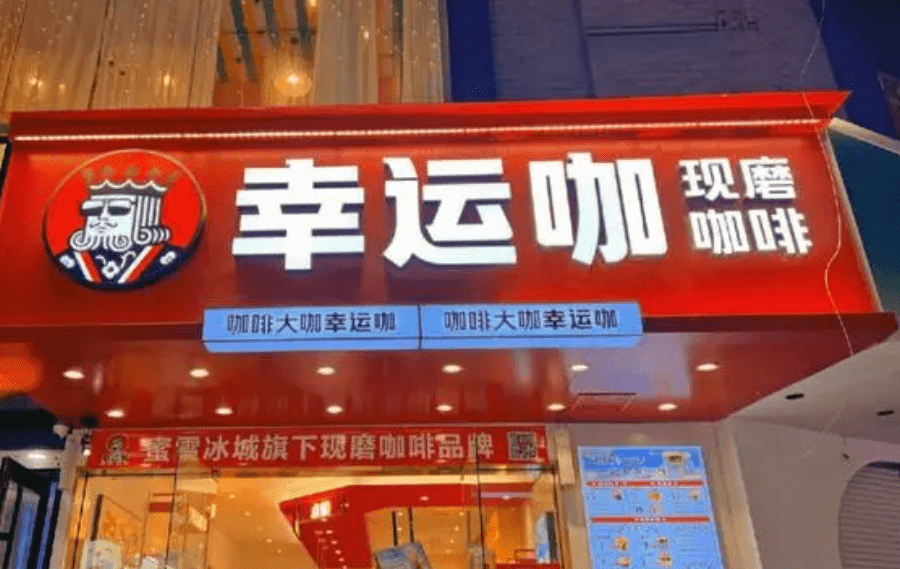 幸运咖
现磨
咖啡
咖啡大咖幸运咖
咖啡大咖幸运咖
蜜雪冰城旗下现磨咖啡品牌